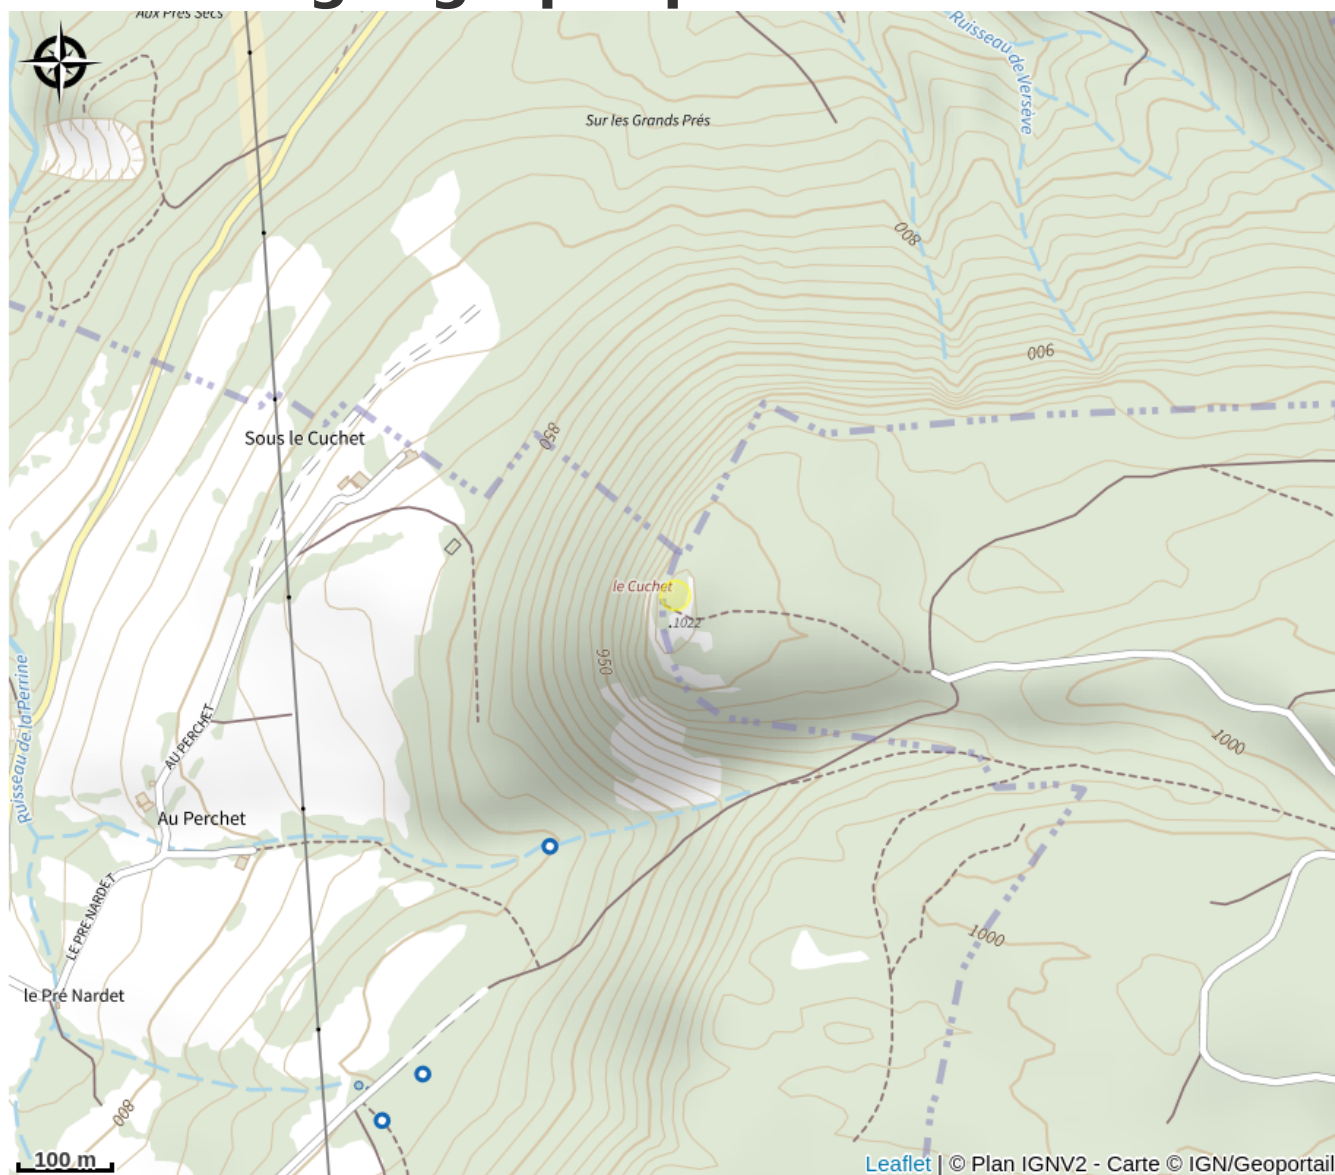 Aux Prés Secs
Ruisseau de Versève
Sur les Grands Prés
800
900
850
Sous le Cuchet
le Cuchet
.1022
950
Ruisseau de la Perrine
AU PERCHET
1000
Au Perchet
LE PRE NARDET
1000
le Pré Nardet
800
100 m
Leaflet | © Plan IGNV2 - Carte © IGN/Geoportail